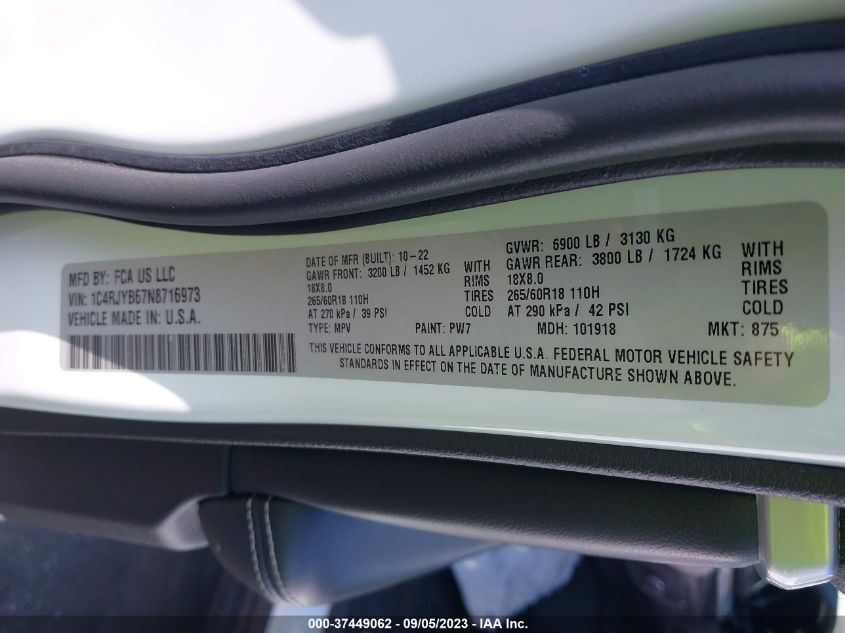 MFD BY: FCA US LLC
VIN: 1C4RJYB67N8716973
VEHICLE MADE IN: U.S.A.
DATE OF MFR (BUILT): 10-22
GAWR FRONT: 3200 LB / 1452 KG WITH
18X8.0 RIMS
265/60R18 110H TIRES
AT 270 kPa / 39 PSI COLD
TYPE: MPV PAINT: PW7
GVWR: 6900 LB / 3130 KG
GAWR REAR: 3800 LB / 1724 KG WITH
18X8.0 RIMS
265/60R18 110H TIRES
AT 290 kPa / 42 PSI COLD
MDH: 101918 MKT: 875
THIS VEHICLE CONFORMS TO ALL APPLICABLE U.S.A. FEDERAL MOTOR VEHICLE SAFETY
STANDARDS IN EFFECT ON THE DATE OF MANUFACTURE SHOWN ABOVE.
000-37449062 - 09/05/2023 - IAA Inc.